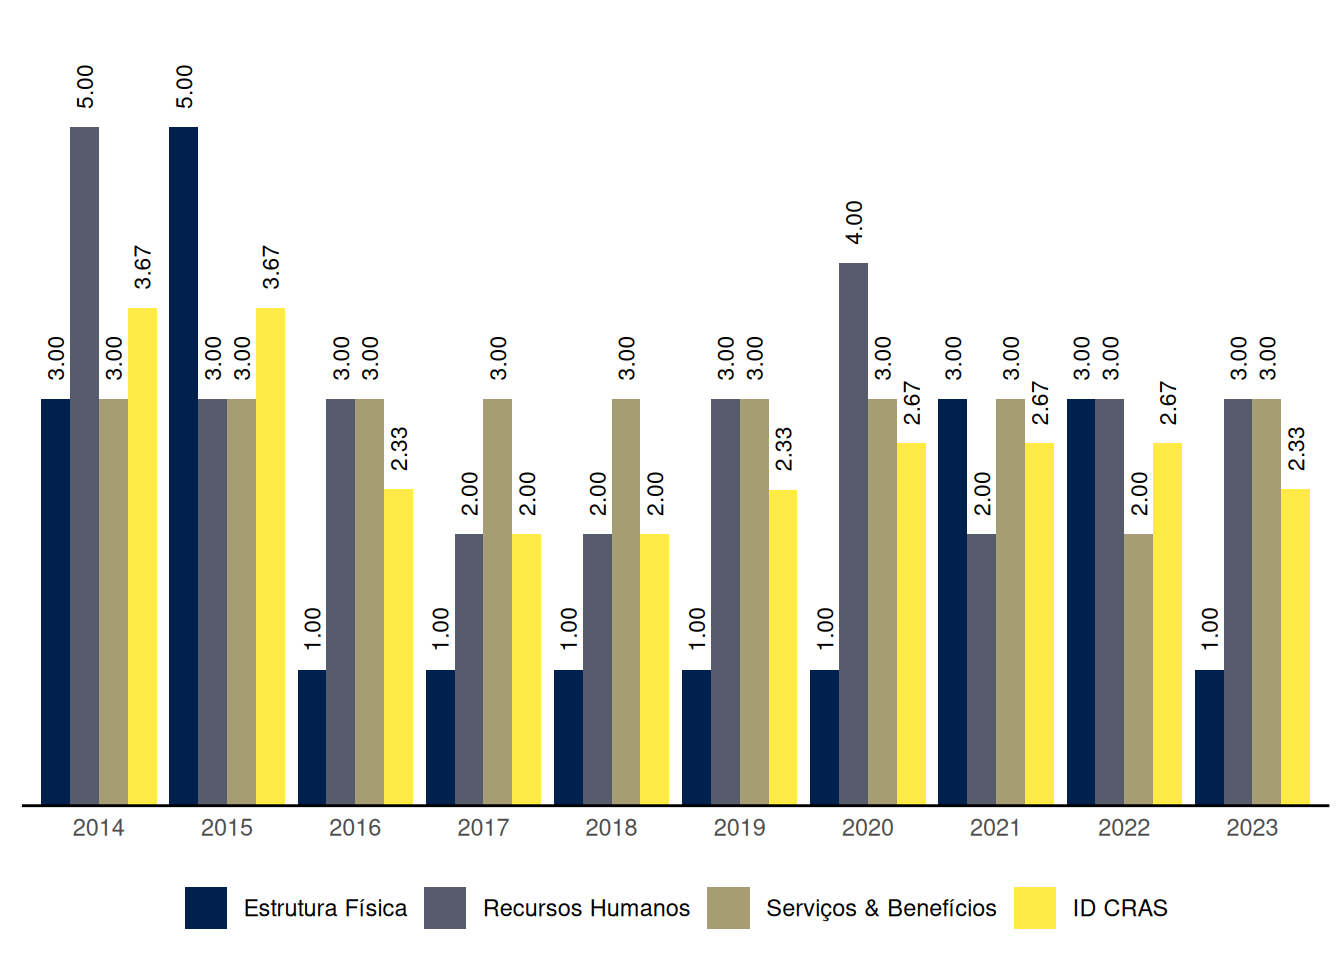 3.00 5.00 3.00 3.67 5.00 3.00 3.00 3.67 1.00 3.00 3.00 2.33 1.00 2.00 3.00 2.00 1.00 2.00 3.00 2.00 1.00 3.00 3.00 2.33 1.00 4.00 3.00 2.67 3.00 2.00 3.00 2.67 3.00 3.00 2.00 2.67 1.00 3.00 3.00 2.33
2014 2015 2016 2017 2018 2019 2020 2021 2022 2023
Estrutura Física Recursos Humanos Serviços & Benefícios ID CRAS